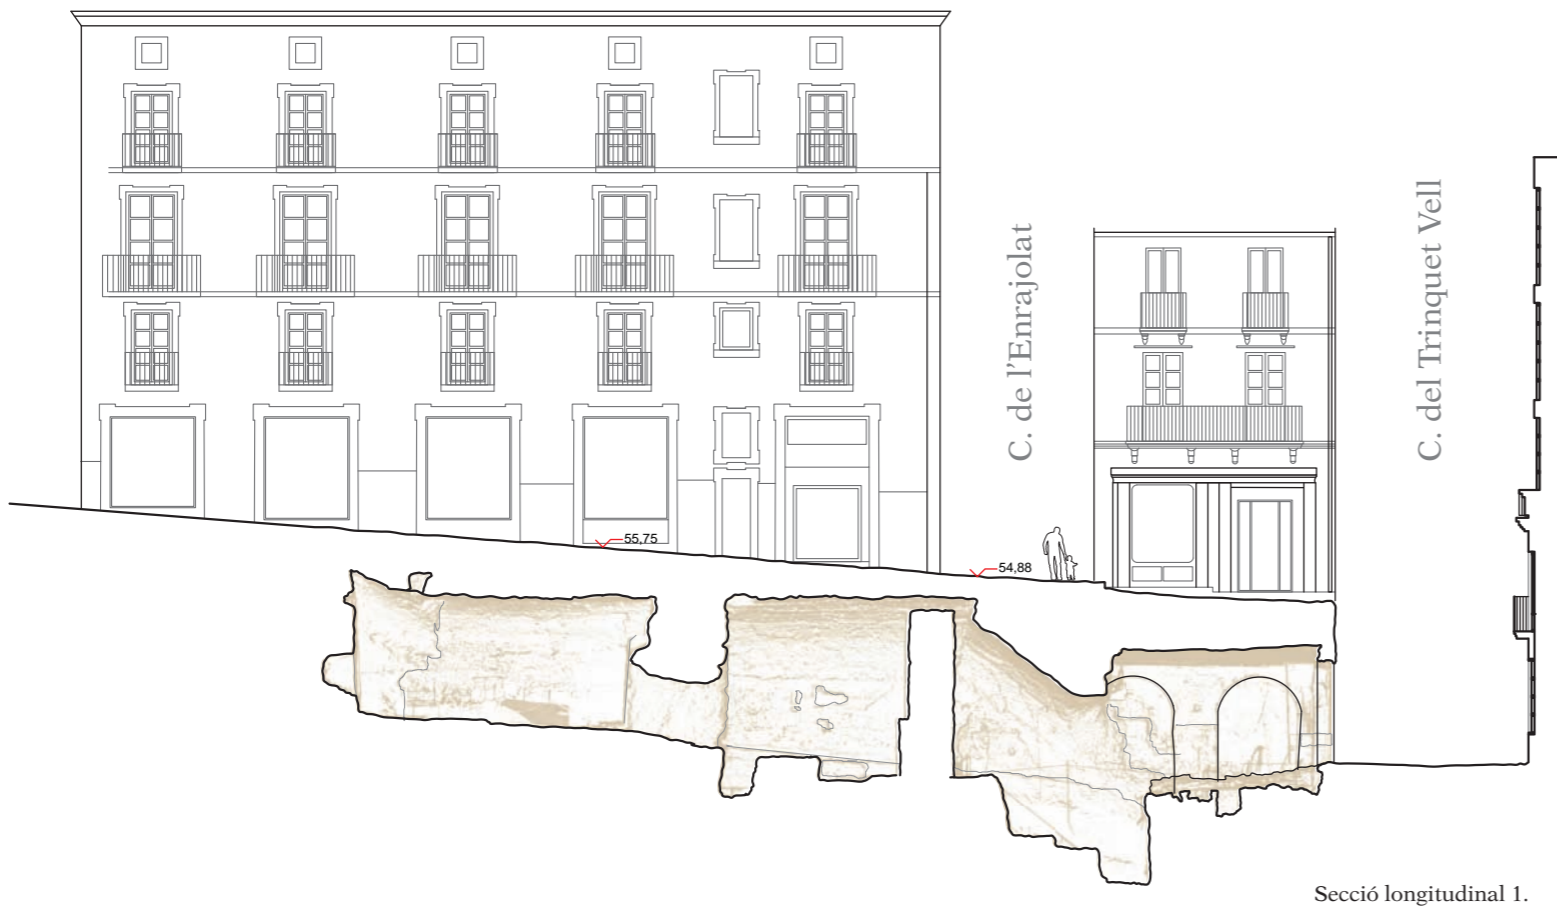 C. de l'Enrajolat
C. del Trinquet Vell
55,75
54,88
Secció longitudinal 1.